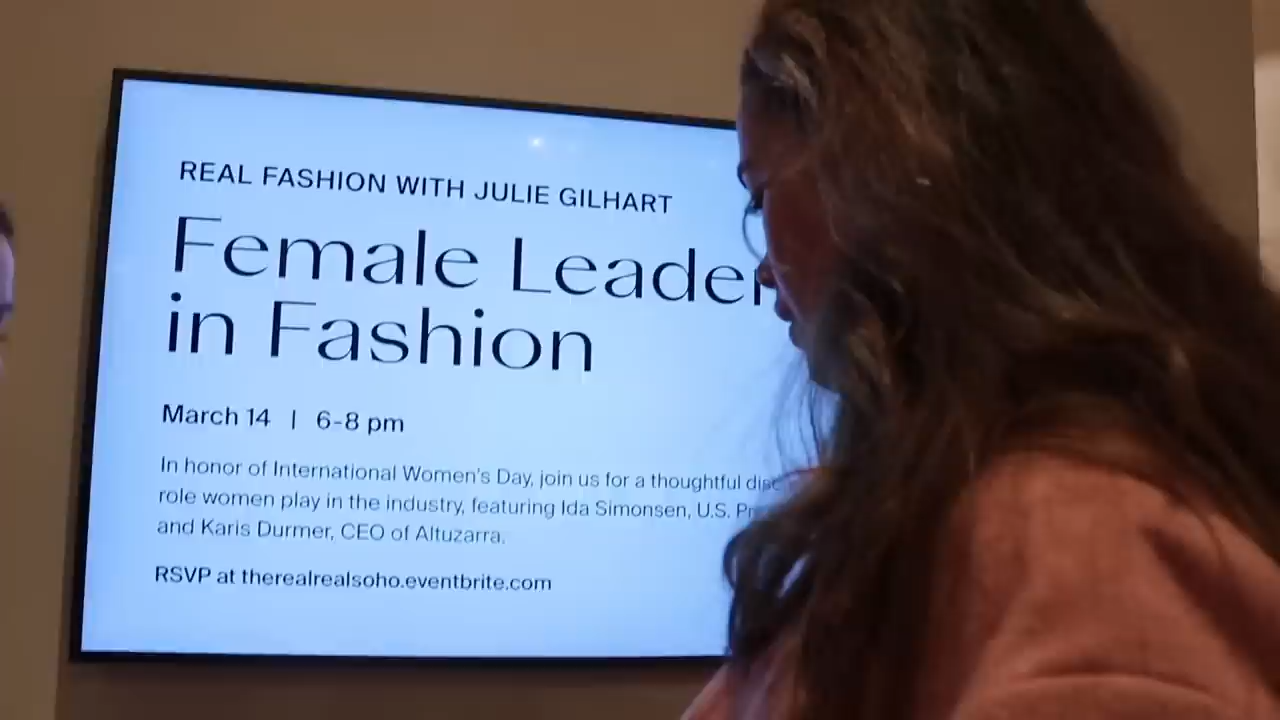 REAL FASHION WITH JULIE GILHART
Female Leader
in Fashion
March 14 | 6-8 pm
In honor of International Women's Day, join us for a thoughtful
role women play in the industry, featuring Ida Simonsen, U.S.
and Karis Durmer, CEO of Altuzarra.
RSVP at therealrealsoho.eventbrite.com